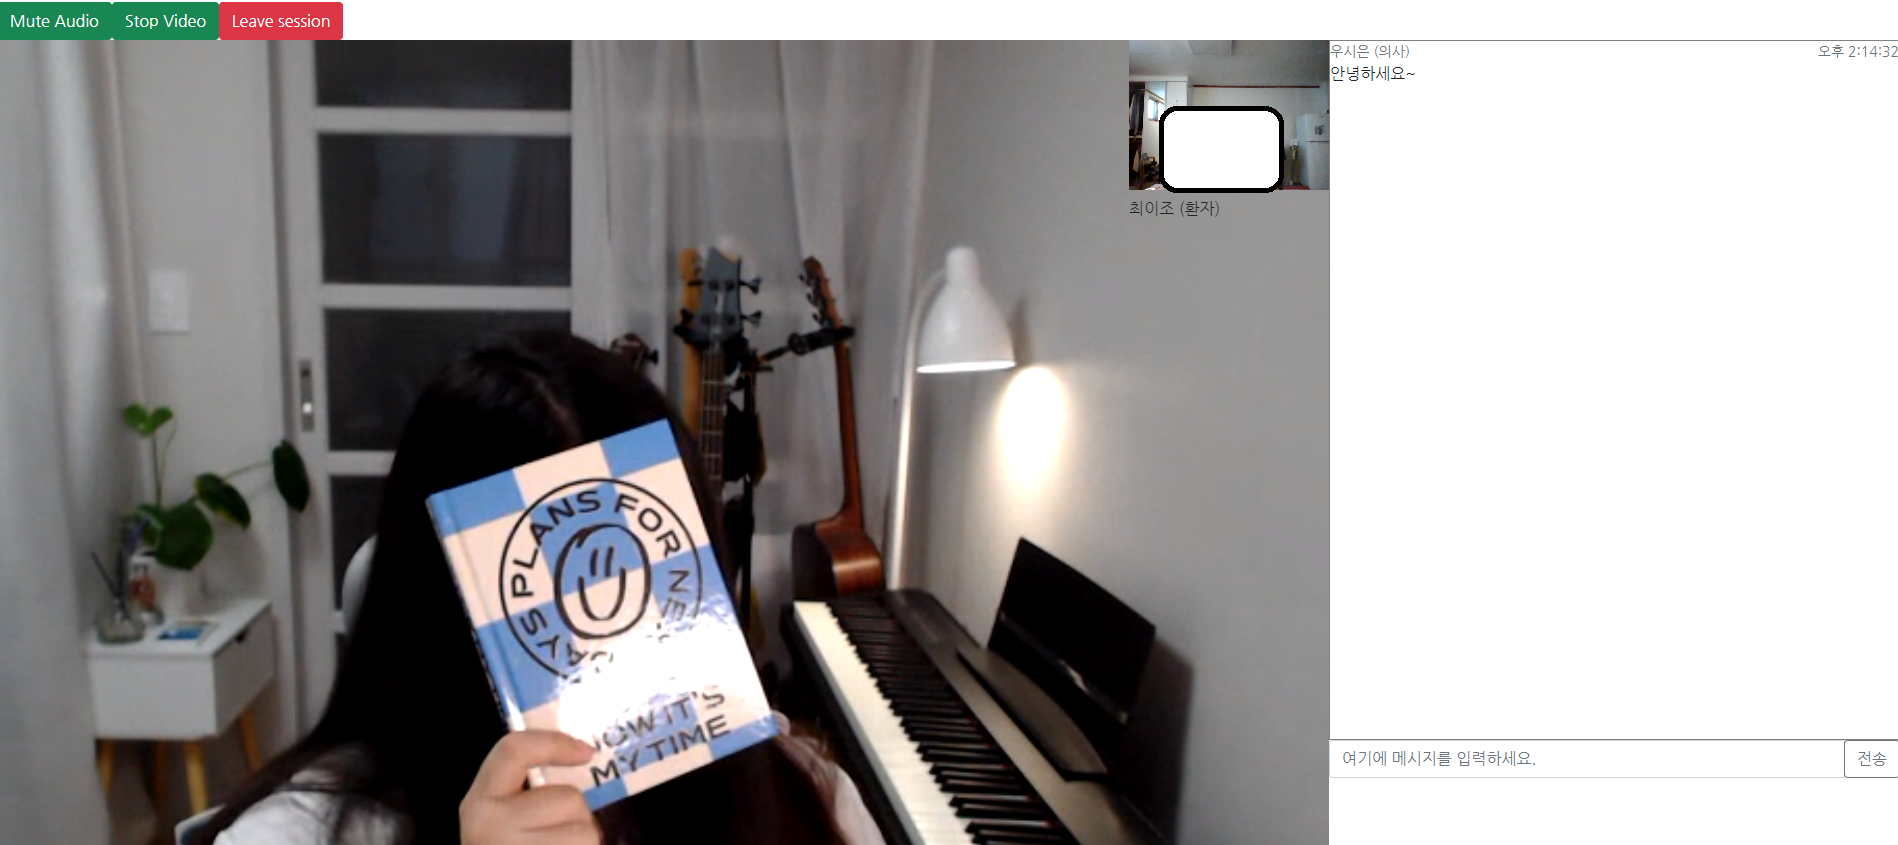 Mute Audio
Stop Video
Leave session
우시은 (의사)
오후 2:14:32
안녕하세요~
최이조 (환자)
PLANS FOR
NOW IT'S
MY TIME
여기에 메시지를 입력하세요.
전송